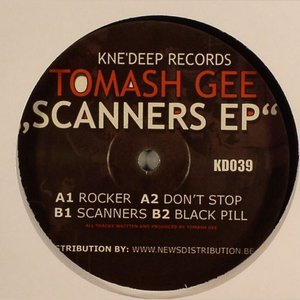 KNE'DEEP RECORDS
TOMASH GEE
„SCANNERS EP“
KD039
A1 ROCKER A2 DON'T STOP
B1 SCANNERS B2 BLACK PILL
ALL TRACKS WRITTEN AND PRODUCED BY TOMASH GEE
STRIBUTION BY: WWW.NEWSDISTRIBUTION.BE